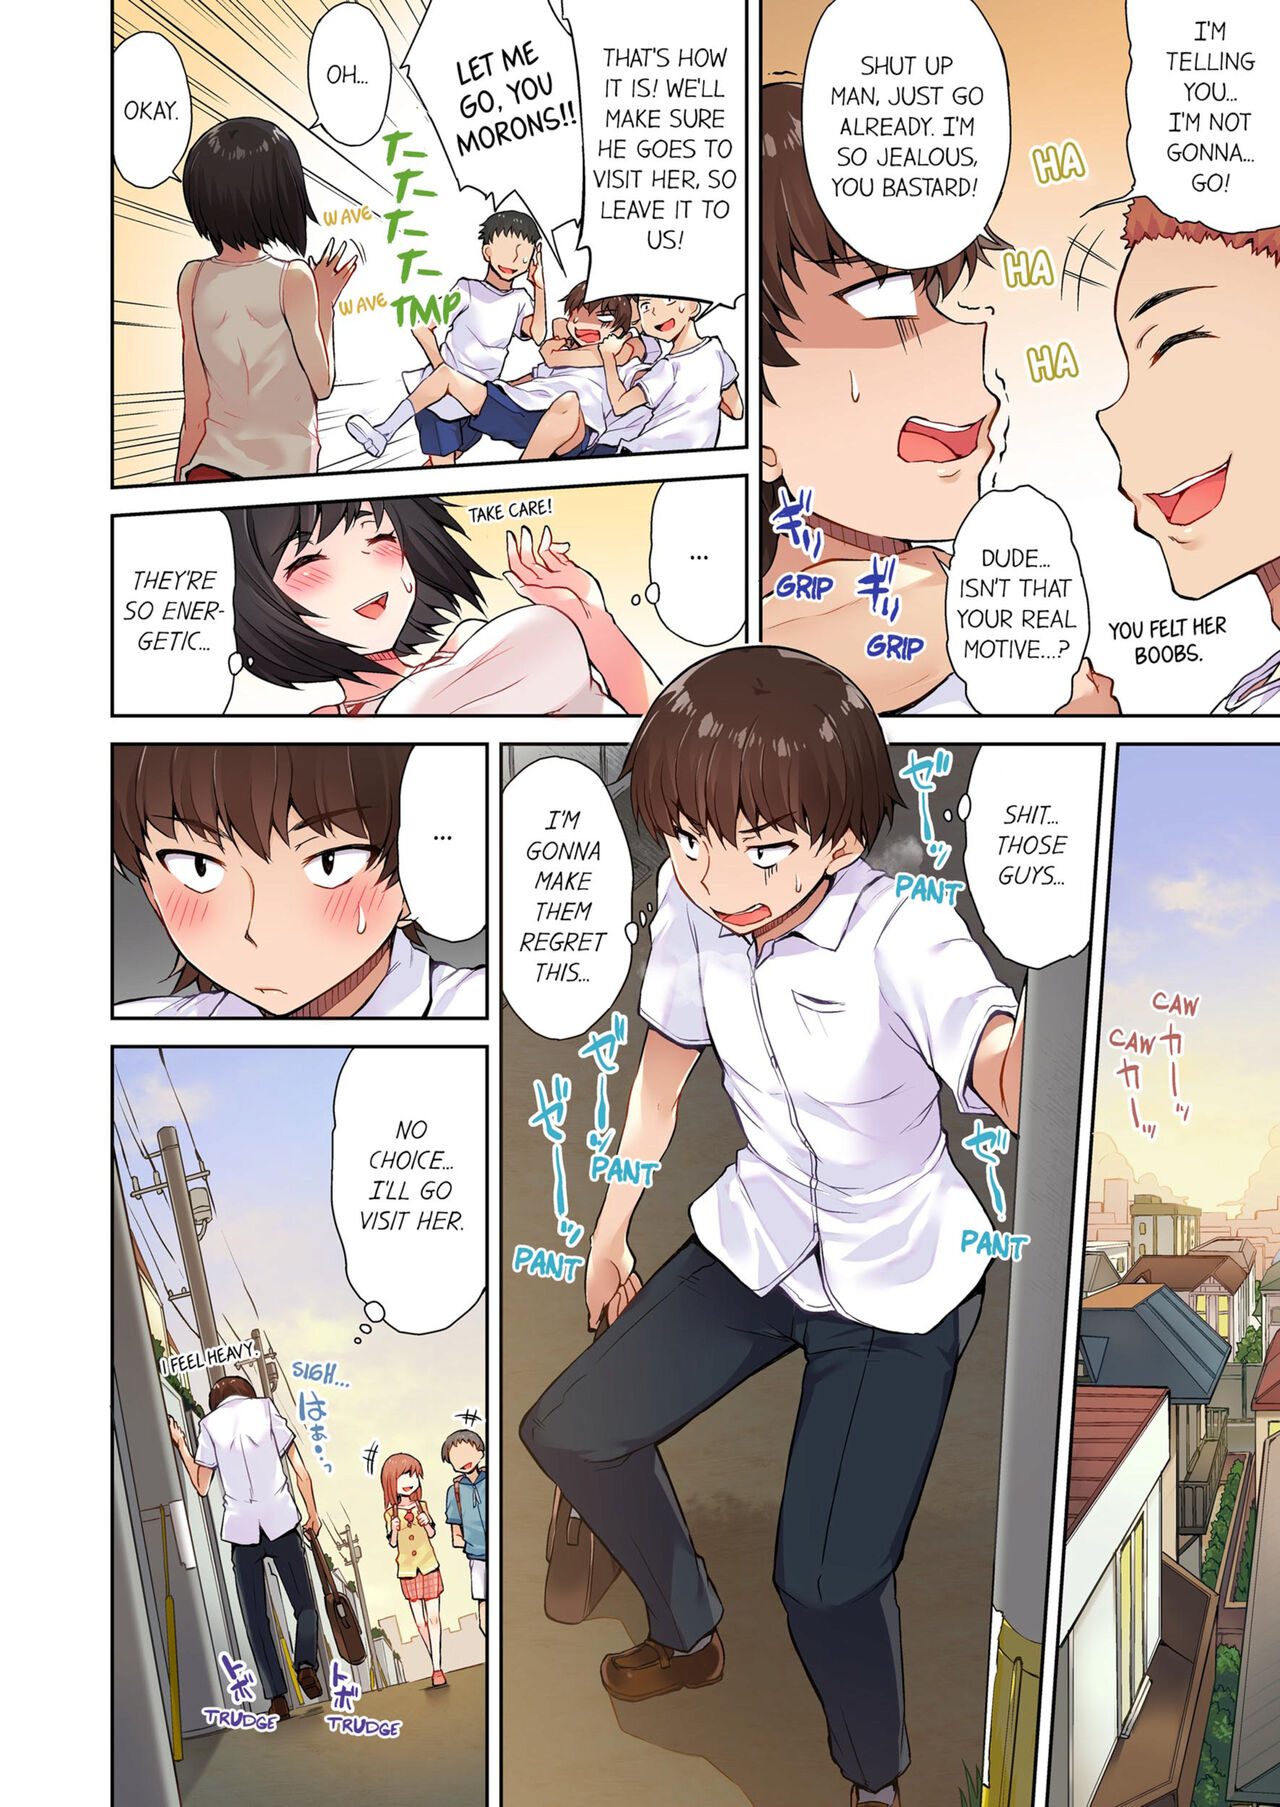 I'M
TELLING
YOU...
I'M NOT
GONNA...
GO!
SHUT UP
MAN, JUST GO
ALREADY. I'M
SO JEALOUS,
YOU BASTARD!
HA
HA
HA
DUDE...
ISN'T THAT
YOUR REAL
MOTIVE...?
YOU FELT HER
BOOBS.
ギリ
GRIP
ギリ
GRIP
THAT'S HOW
IT IS! WE'LL
MAKE SURE
HE GOES TO
VISIT HER, SO
LEAVE IT TO
US!
LET ME
GO, YOU
MORONS!!
OH...
OKAY.
WAVE
WAVE
たたたた
TMP
...
TAKE CARE!
THEY'RE
SO ENER-
GETIC...
CAW
カーッ
CAW
カーッ
SHIT...
THOSE
GUYS...
ゼーッ
PANT
I'M
GONNA
MAKE
THEM
REGRET
THIS...
ゼーッ
PANT
ゼーッ
PANT
ゼーッ
PANT
...
NO
CHOICE...
I'LL GO
VISIT HER.
I FEEL HEAVY.
SIGH...
はぁ…っ
トボ
TRUDGE
トボ
TRUDGE